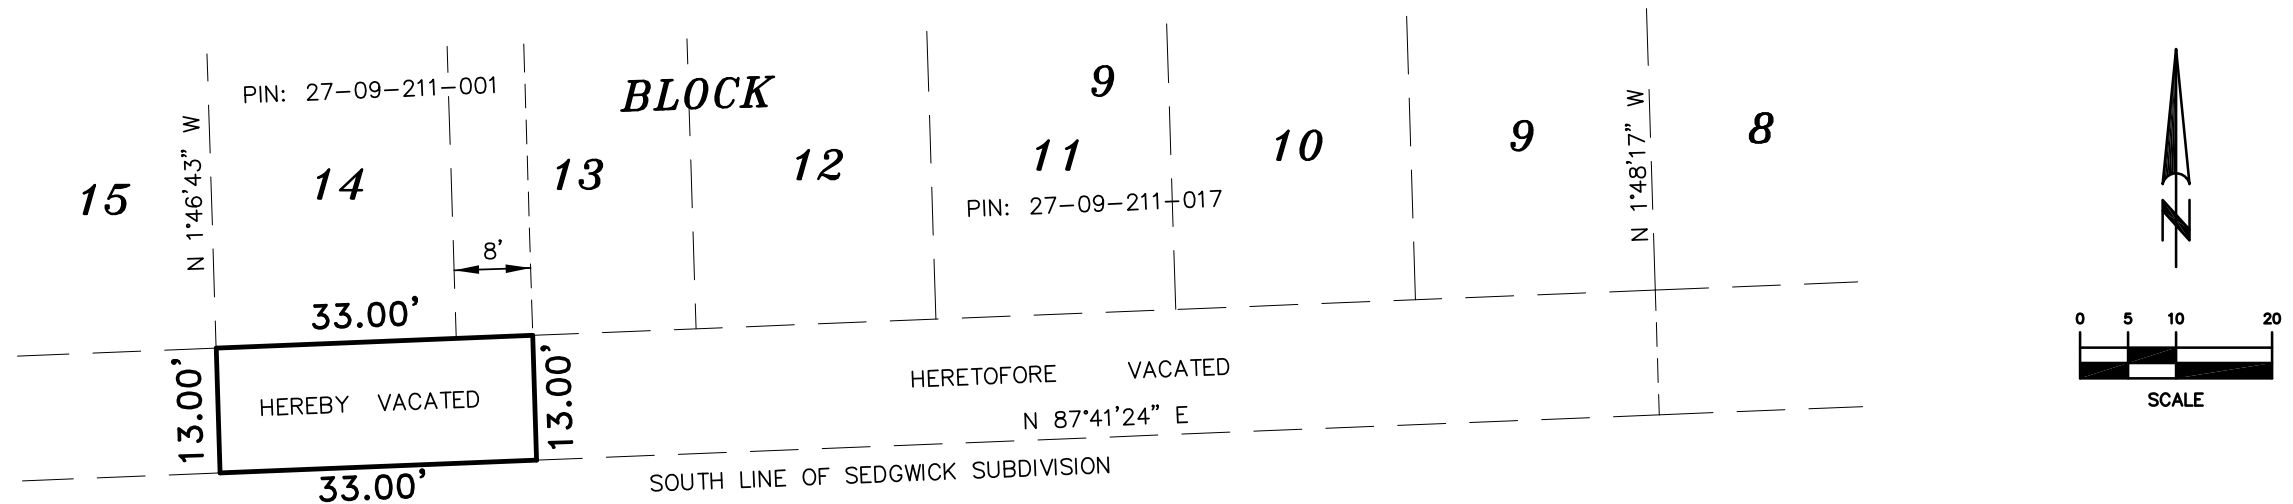 PIN: 27-09-211-001
BLOCK
9
15
N 1°46'43" W
14
13
12
11
10
9
N 1°48'17" W
8
PIN: 27-09-211-017
8'
33.00'
13.00'
HEREBY VACATED
13.00'
33.00'
HERETOFORE VACATED
N 87°41'24" E
SOUTH LINE OF SEDGWICK SUBDIVISION
N
0 5 10 20
SCALE